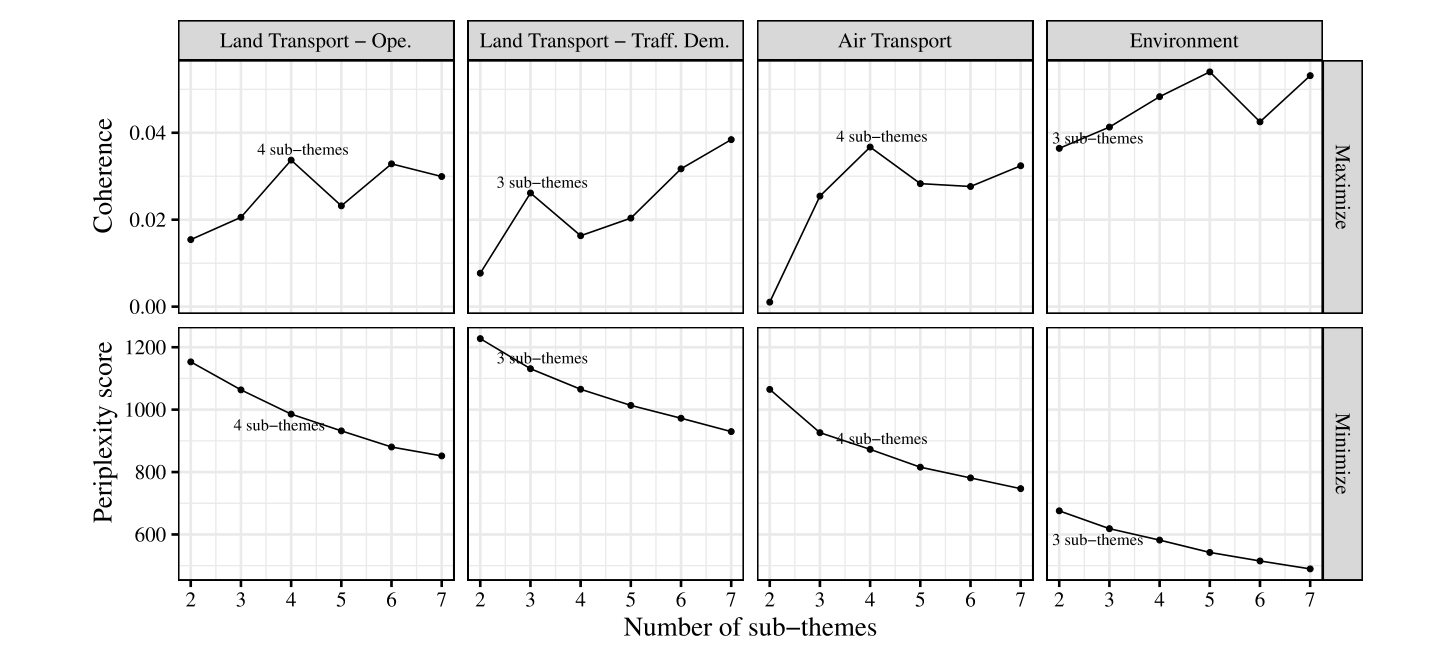 Land Transport − Ope.
Land Transport − Traff. Dem.
Air Transport
Environment
Coherence
0.04
0.02
0.00
4 sub−themes
3 sub−themes
4 sub−themes
3 sub−themes
Maximize
Periplexity score
1200
1000
800
600
4 sub−themes
3 sub−themes
4 sub−themes
3 sub−themes
Minimize
2 3 4 5 6 7
2 3 4 5 6 7
2 3 4 5 6 7
2 3 4 5 6 7
Number of sub−themes